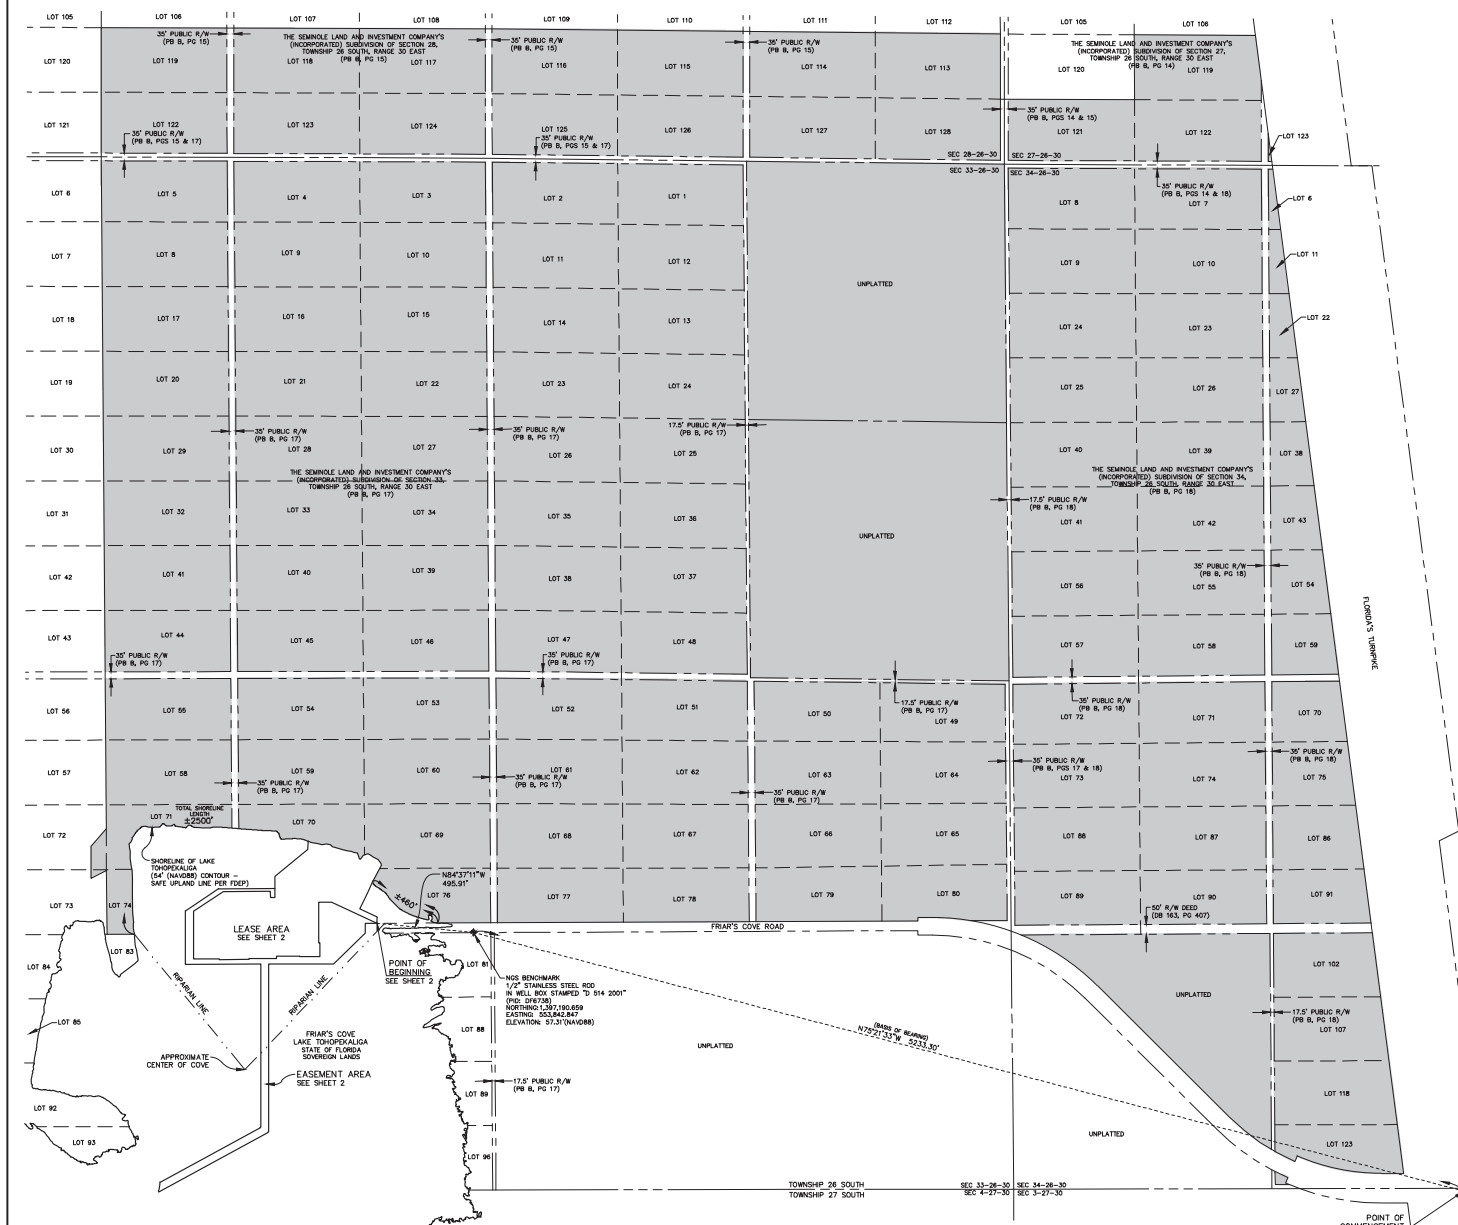 LOT 105
LOT 106
LOT 107
LOT 108
LOT 109
LOT 110
LOT 111
LOT 112
LOT 105
LOT 106
35' PUBLIC R/W
(PB B, PG 15)
THE SEMINOLE LAND AND INVESTMENT COMPANY'S
(INCORPORATED) SUBDIVISION OF SECTION 28,
TOWNSHIP 26 SOUTH, RANGE 30 EAST
(PB B, PG 15)
35' PUBLIC R/W
(PB B, PG 15)
35' PUBLIC R/W
(PB B, PG 15)
THE SEMINOLE LAND AND INVESTMENT COMPANY'S
(INCORPORATED) SUBDIVISION OF SECTION 27,
TOWNSHIP 26 SOUTH, RANGE 30 EAST
(PB B, PG 14)
LOT 120
LOT 119
LOT 118
LOT 117
LOT 116
LOT 115
LOT 114
LOT 113
LOT 120
LOT 119
35' PUBLIC R/W
(PB B, PGS 14 & 15)
LOT 121
LOT 122
LOT 123
LOT 124
LOT 125
LOT 126
LOT 127
LOT 128
LOT 121
LOT 122
LOT 123
35' PUBLIC R/W
(PB B, PGS 15 & 17)
35' PUBLIC R/W
(PB B, PGS 15 & 17)
SEC 28-26-30
SEC 27-26-30
SEC 33-26-30
SEC 34-26-30
35' PUBLIC R/W
(PB B, PGS 14 & 18)
LOT 6
LOT 5
LOT 4
LOT 3
LOT 2
LOT 1
LOT 8
LOT 7
LOT 6
LOT 7
LOT 8
LOT 9
LOT 10
LOT 11
LOT 12
LOT 9
LOT 10
LOT 11
UNPLATTED
LOT 18
LOT 17
LOT 16
LOT 15
LOT 14
LOT 13
LOT 24
LOT 23
LOT 22
LOT 19
LOT 20
LOT 21
LOT 22
LOT 23
LOT 24
LOT 25
LOT 26
LOT 27
35' PUBLIC R/W
(PB B, PG 17)
35' PUBLIC R/W
(PB B, PG 17)
17.5' PUBLIC R/W
(PB B, PG 17)
LOT 30
LOT 29
LOT 28
LOT 27
LOT 26
LOT 25
LOT 40
LOT 39
LOT 38
THE SEMINOLE LAND AND INVESTMENT COMPANY'S
(INCORPORATED) SUBDIVISION OF SECTION 33,
TOWNSHIP 26 SOUTH, RANGE 30 EAST
(PB B, PG 17)
THE SEMINOLE LAND AND INVESTMENT COMPANY'S
(INCORPORATED) SUBDIVISION OF SECTION 34,
TOWNSHIP 26 SOUTH, RANGE 30 EAST
(PB B, PG 18)
17.5' PUBLIC R/W
(PB B, PG 18)
LOT 31
LOT 32
LOT 33
LOT 34
LOT 35
LOT 36
LOT 41
LOT 42
LOT 43
UNPLATTED
35' PUBLIC R/W
(PB B, PG 18)
LOT 42
LOT 41
LOT 40
LOT 39
LOT 38
LOT 37
LOT 56
LOT 55
LOT 54
FLORIDA'S TURNPIKE
LOT 43
LOT 44
LOT 45
LOT 46
LOT 47
LOT 48
LOT 57
LOT 58
LOT 59
35' PUBLIC R/W
(PB B, PG 17)
35' PUBLIC R/W
(PB B, PG 17)
17.5' PUBLIC R/W
(PB B, PG 17)
35' PUBLIC R/W
(PB B, PG 18)
LOT 56
LOT 55
LOT 54
LOT 53
LOT 52
LOT 51
LOT 50
LOT 49
LOT 72
LOT 71
LOT 70
35' PUBLIC R/W
(PB B, PGS 17 & 18)
35' PUBLIC R/W
(PB B, PG 18)
LOT 57
LOT 58
LOT 59
LOT 60
LOT 61
LOT 62
LOT 63
LOT 64
LOT 73
LOT 74
LOT 75
35' PUBLIC R/W
(PB B, PG 17)
35' PUBLIC R/W
(PB B, PG 17)
35' PUBLIC R/W
(PB B, PG 17)
TOTAL SHORELINE
LENGTH
±2500'
LOT 72
LOT 71
LOT 70
LOT 69
LOT 68
LOT 67
LOT 66
LOT 65
LOT 88
LOT 87
LOT 86
SHORELINE OF LAKE
TOHOPEKALIGA
(54' (NAVD88) CONTOUR –
SAFE UPLAND LINE PER FDEP)
N84°37'11"W
495.91'
±460'
LOT 73
LOT 74
LOT 76
LOT 77
LOT 78
LOT 79
LOT 80
LOT 89
LOT 90
LOT 91
50' R/W DEED
(DB 163, PG 407)
LEASE AREA
SEE SHEET 2
FRIAR'S COVE ROAD
LOT 83
LOT 84
POINT OF
BEGINNING
SEE SHEET 2
LOT 81
LOT 102
RIPARIAN LINE
RIPARIAN LINE
NGS BENCHMARK
1/2" STAINLESS STEEL ROD
IN WELL BOX STAMPED "D 514 2001"
(PID: DF6738)
NORTHING:1,397,190.659
EASTING: 553,842.847
ELEVATION: 57.31'(NAVD88)
UNPLATTED
17.5' PUBLIC R/W
(PB B, PG 18)
LOT 107
LOT 85
LOT 88
FRIAR'S COVE
LAKE TOHOPEKALIGA
STATE OF FLORIDA
SOVEREIGN LANDS
(BASIS OF BEARING)
N75°21'33"W 5233.30'
UNPLATTED
APPROXIMATE
CENTER OF COVE
EASEMENT AREA
SEE SHEET 2
17.5' PUBLIC R/W
(PB B, PG 17)
LOT 89
LOT 118
LOT 92
LOT 93
UNPLATTED
LOT 123
LOT 96
TOWNSHIP 26 SOUTH
TOWNSHIP 27 SOUTH
SEC 33-26-30
SEC 34-26-30
SEC 4-27-30
SEC 3-27-30
POINT OF
COMMENCEMENT